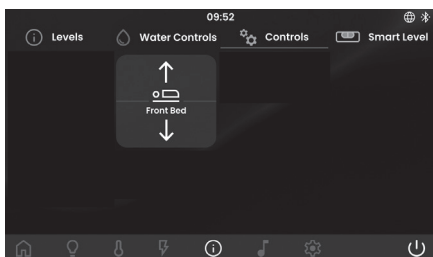 09:52
Levels
Water Controls
Controls
Smart Level
Front Bed